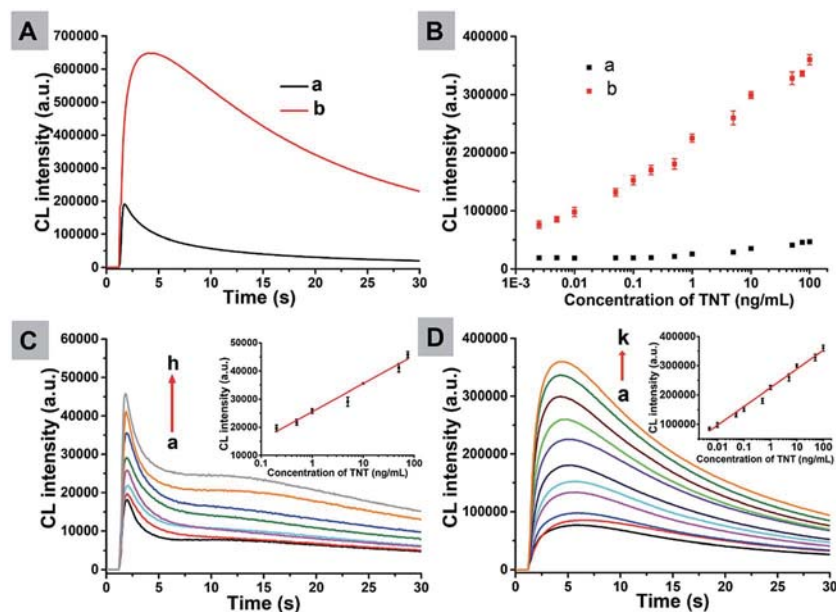 A
CL intensity (a.u.)
700000
600000
500000
400000
300000
200000
100000
0
0 5 10 15 20 25 30
Time (s)
a
b
B
CL intensity (a.u.)
400000
300000
200000
100000
0
1E-3 0.01 0.1 1 10 100
Concentration of TNT (ng/mL)
a
b
C
CL intensity (a.u.)
60000
50000
40000
30000
20000
10000
0
0 5 10 15 20 25 30
Time (s)
h
a
CL intensity (a.u.)
50000
40000
30000
20000
10000
0.1 1 10 100
Concentration of TNT (ng/mL)
D
CL intensity (a.u.)
400000
350000
300000
250000
200000
150000
100000
50000
0
0 5 10 15 20 25 30
Time (s)
k
a
CL intensity (a.u.)
400000
300000
200000
100000
0.01 0.1 1 10 100
Concentration of TNT (ng/mL)